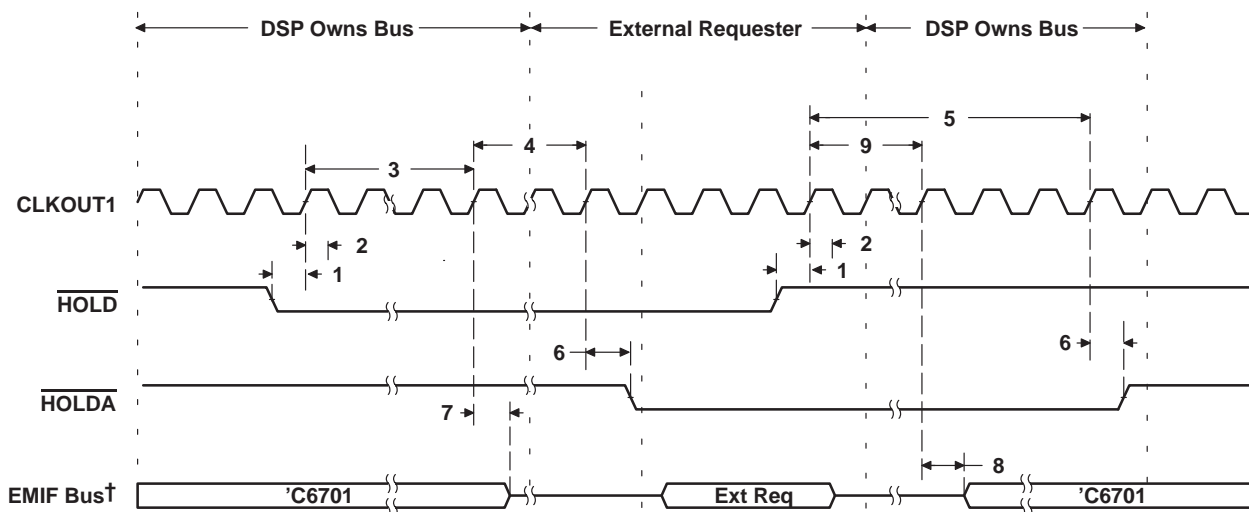 DSP Owns Bus External Requester DSP Owns Bus
5
4 9
3
CLKOUT1
2 2
1 1
HOLD
6 6
HOLDA
7
8
EMIF Bus† 'C6701 Ext Req 'C6701